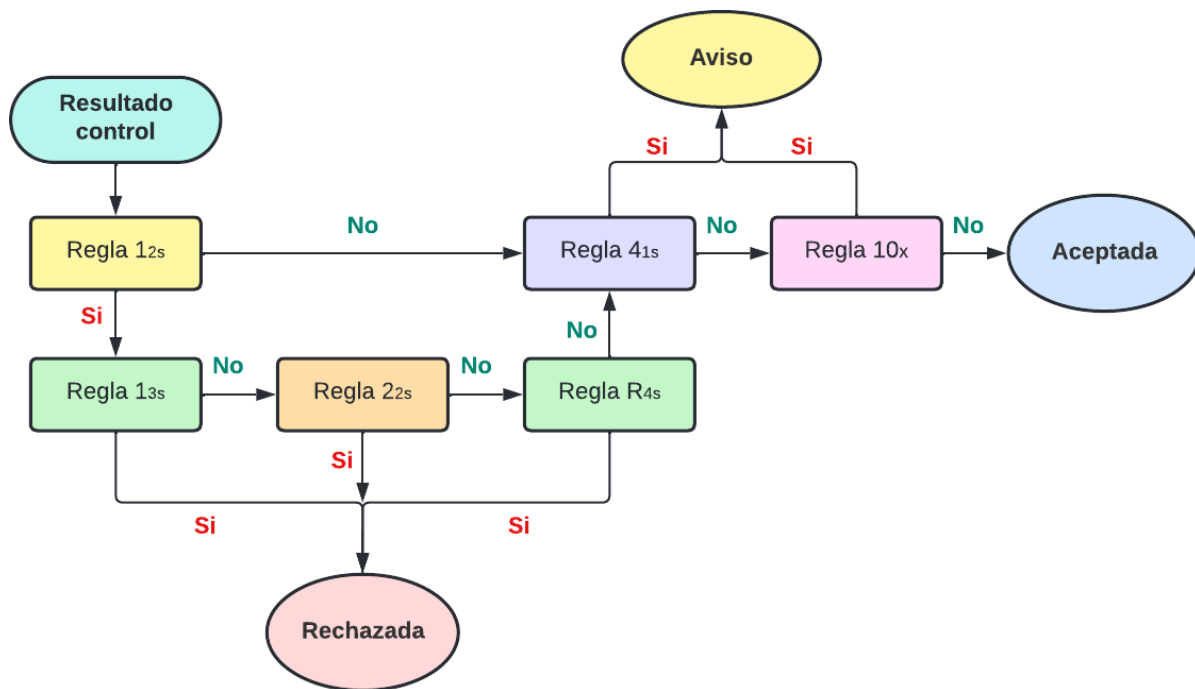 Aviso
Resultado
control
Si
Si
No
No
No
Regla 12s
Regla 41s
Regla 10x
Aceptada
Si
No
No
No
Regla 13s
Regla 22s
Regla R4s
Si
Si
Si
Rechazada